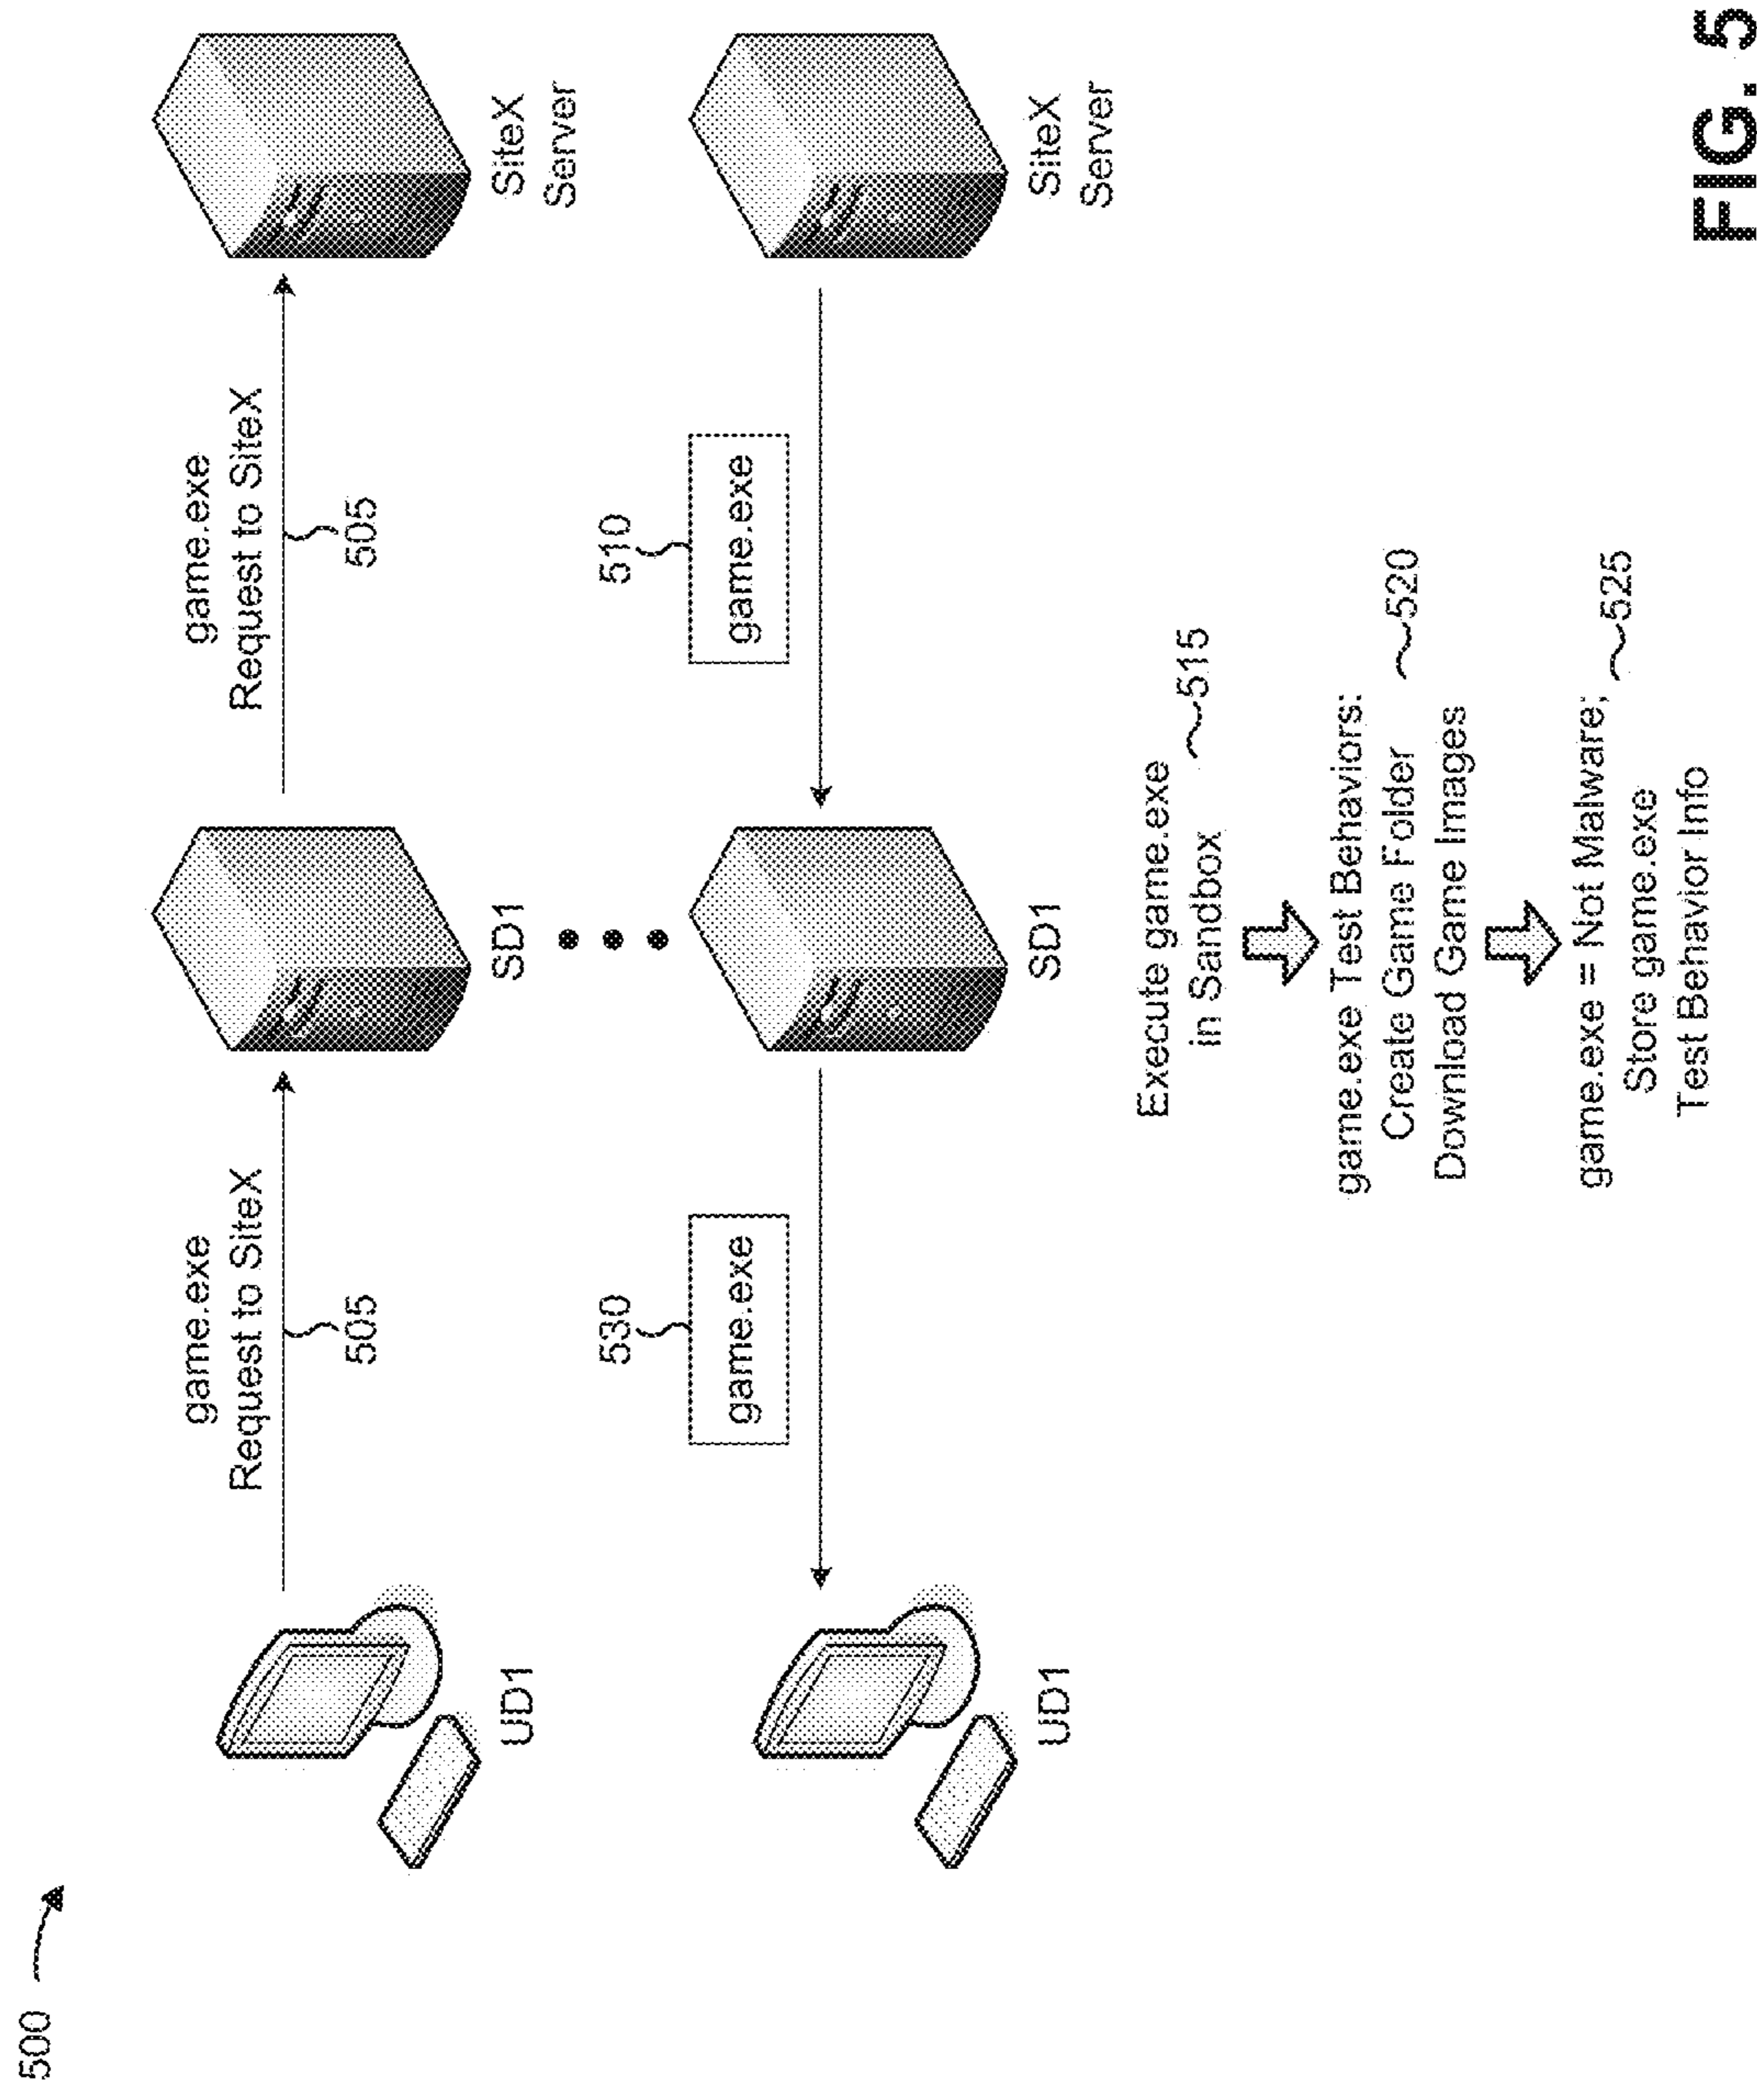 500
game.exe
Request to SiteX
505
game.exe
Request to SiteX
505
UD1
SD1
SiteX
Server
530
game.exe
510
game.exe
UD1
SD1
SiteX
Server
Execute game.exe
in Sandbox
515
game.exe Test Behaviors:
Create Game Folder
Download Game Images
520
game.exe = Not Malware;
Store game.exe
Test Behavior Info
525
FIG. 5